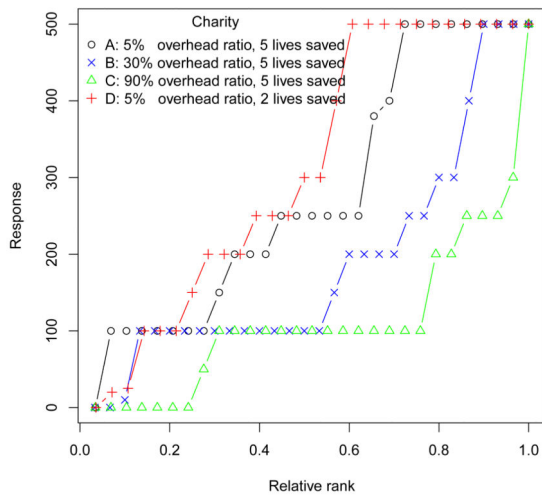 Charity
A: 5% overhead ratio, 5 lives saved
B: 30% overhead ratio, 5 lives saved
C: 90% overhead ratio, 5 lives saved
D: 5% overhead ratio, 2 lives saved
500
400
300
200
100
0
Response
0.0 0.2 0.4 0.6 0.8 1.0
Relative rank